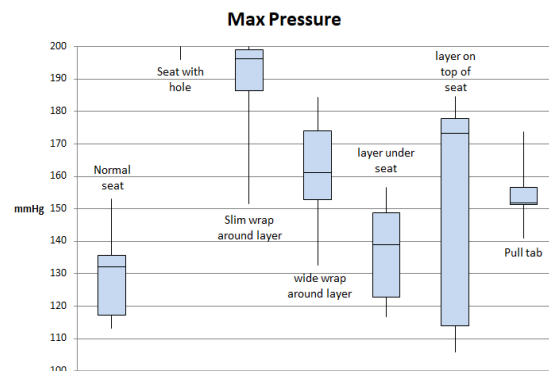 Max Pressure
200
190
180
170
160
150
140
130
120
110
100
mmHg
Normal
seat
Seat with
hole
Slim wrap
around layer
wide wrap
around layer
layer under
seat
layer on
top of
seat
Pull tab